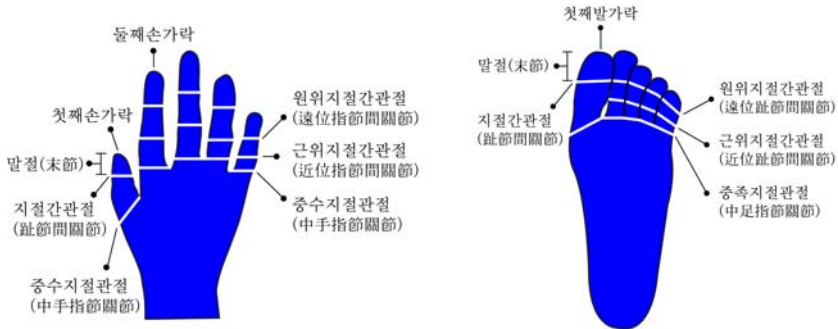 둘째손가락
첫째손가락
말절(末節)
지절간관절
(趾節間關節)
중수지절관절
(中手指節關節)
원위지절간관절
(遠位指節間關節)
근위지절간관절
(近位指節間關節)
중수지절관절
(中手指節關節)
첫째발가락
말절(末節)
지절간관절
(趾節間關節)
원위지절간관절
(遠位趾節間關節)
근위지절간관절
(近位趾節間關節)
중족지절관절
(中足指節關節)